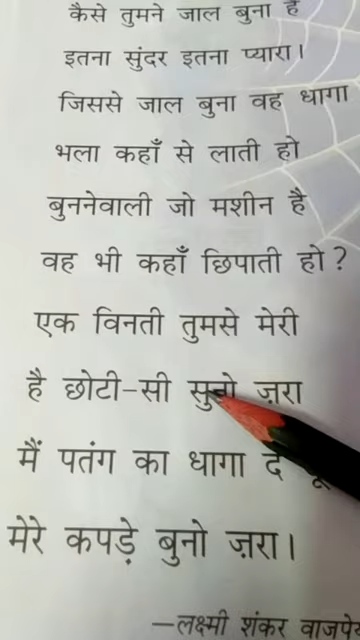 कैसे तुमने जाल बुना है
इतना सुंदर इतना प्यारा।
जिससे जाल बुना वह धागा
भला कहाँ से लाती हो
बुननेवाली जो मशीन है
वह भी कहाँ छिपाती हो?
एक विनती तुमसे मेरी
है छोटी-सी सुनो ज़रा
मैं पतंग का धागा दे
मेरे कपड़े बुनो ज़रा।
—लक्ष्मी शंकर